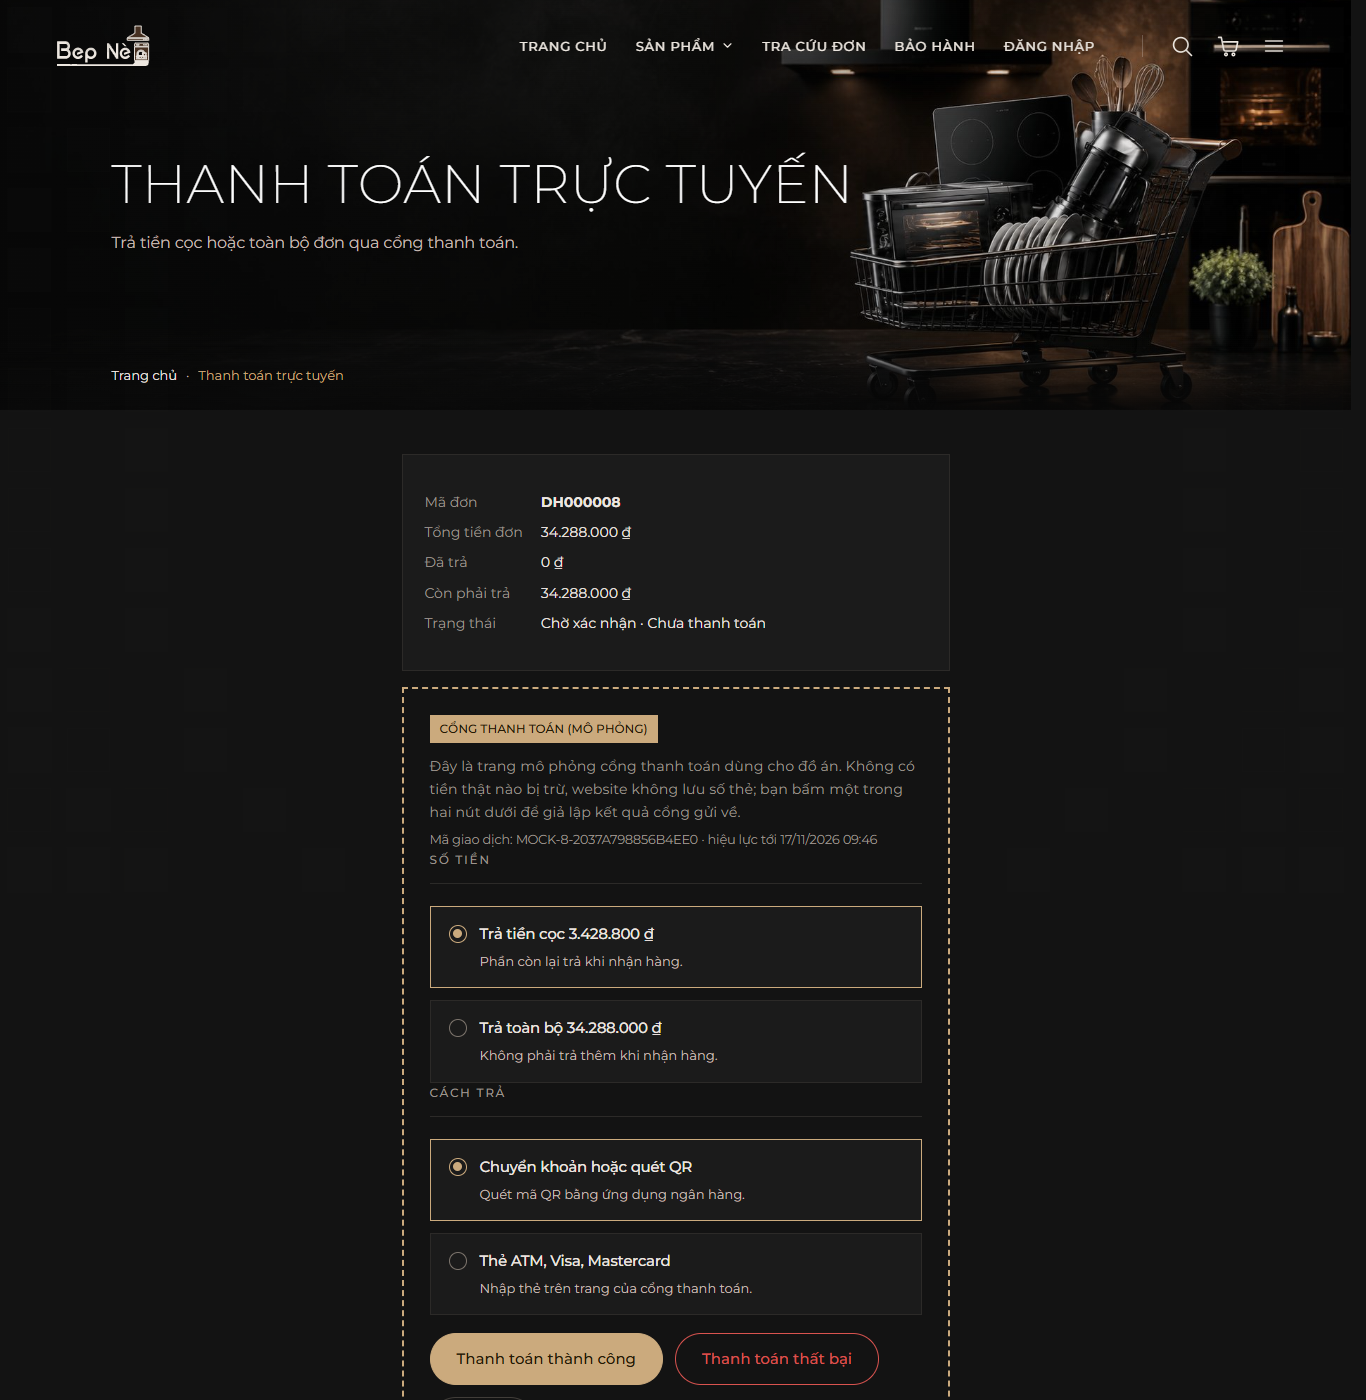 Bep Nè
TRANG CHỦ
SẢN PHẨM
TRA CỨU ĐƠN
BẢO HÀNH
ĐĂNG NHẬP
THANH TOÁN TRỰC TUYẾN
Trả tiền cọc hoặc toàn bộ đơn qua cổng thanh toán.
Trang chủ · Thanh toán trực tuyến
Mã đơn DH000008
Tổng tiền đơn 34.288.000 ₫
Đã trả 0 ₫
Còn phải trả 34.288.000 ₫
Trạng thái Chờ xác nhận · Chưa thanh toán
CỔNG THANH TOÁN (MÔ PHỎNG)
Đây là trang mô phỏng cổng thanh toán dùng cho đồ án. Không có
tiền thật nào bị trừ, website không lưu số thẻ; bạn bấm một trong
hai nút dưới để giả lập kết quả cổng gửi về.
Mã giao dịch: MOCK-8-2037A798856B4EE0 · hiệu lực tới 17/11/2026 09:46
SỐ TIỀN
Trả tiền cọc 3.428.800 ₫
Phần còn lại trả khi nhận hàng.
Trả toàn bộ 34.288.000 ₫
Không phải trả thêm khi nhận hàng.
CÁCH TRẢ
Chuyển khoản hoặc quét QR
Quét mã QR bằng ứng dụng ngân hàng.
Thẻ ATM, Visa, Mastercard
Nhập thẻ trên trang của cổng thanh toán.
Thanh toán thành công
Thanh toán thất bại